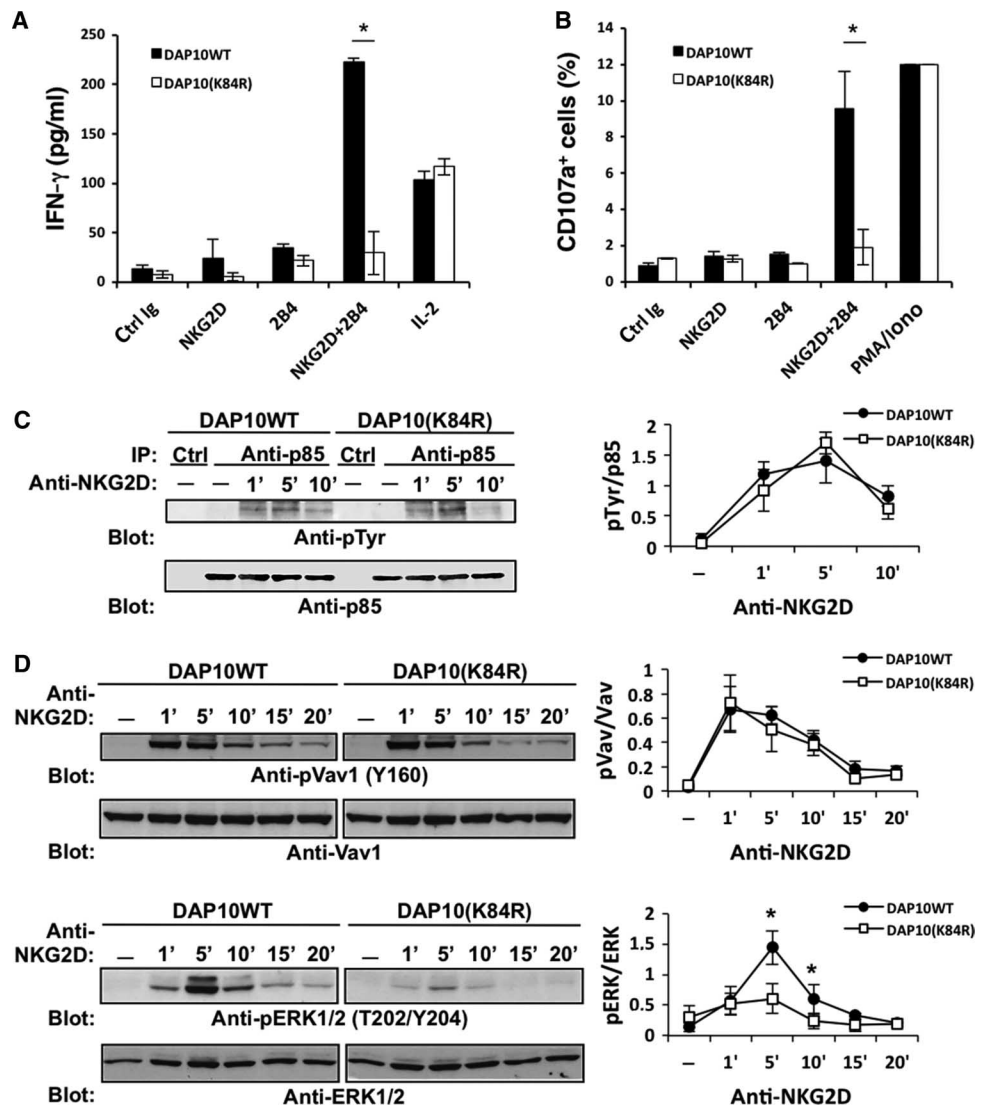 A
IFN-γ (pg/ml)
250
200
150
100
50
0
DAP10WT
DAP10(K84R)
*
Ctrl Ig
NKG2D
2B4
NKG2D+2B4
IL-2
B
CD107a+ cells (%)
14
12
10
8
6
4
2
0
DAP10WT
DAP10(K84R)
*
Ctrl Ig
NKG2D
2B4
NKG2D+2B4
PMA/Iono
C
DAP10WT DAP10(K84R)
IP: Ctrl Anti-p85 Ctrl Anti-p85
Anti-NKG2D: – – 1’ 5’ 10’ – – 1’ 5’ 10’
Blot: Anti-pTyr
Blot: Anti-p85
pTyr/p85
2
1.5
1
0.5
0
DAP10WT
DAP10(K84R)
– 1' 5' 10'
Anti-NKG2D
D
DAP10WT DAP10(K84R)
Anti-
NKG2D: – 1’ 5’ 10’ 15’ 20’ – 1’ 5’ 10’ 15’ 20’
Blot: Anti-pVav1 (Y160)
Blot: Anti-Vav1
pVav/Vav
1
0.8
0.6
0.4
0.2
0
DAP10WT
DAP10(K84R)
– 1' 5' 10' 15' 20'
Anti-NKG2D
DAP10WT DAP10(K84R)
Anti-
NKG2D: – 1’ 5’ 10’ 15’ 20’ – 1’ 5’ 10’ 15’ 20’
Blot: Anti-pERK1/2 (T202/Y204)
Blot: Anti-ERK1/2
pERK/ERK
2
1.5
1
0.5
0
DAP10WT
DAP10(K84R)
*
*
– 1' 5' 10' 15' 20'
Anti-NKG2D